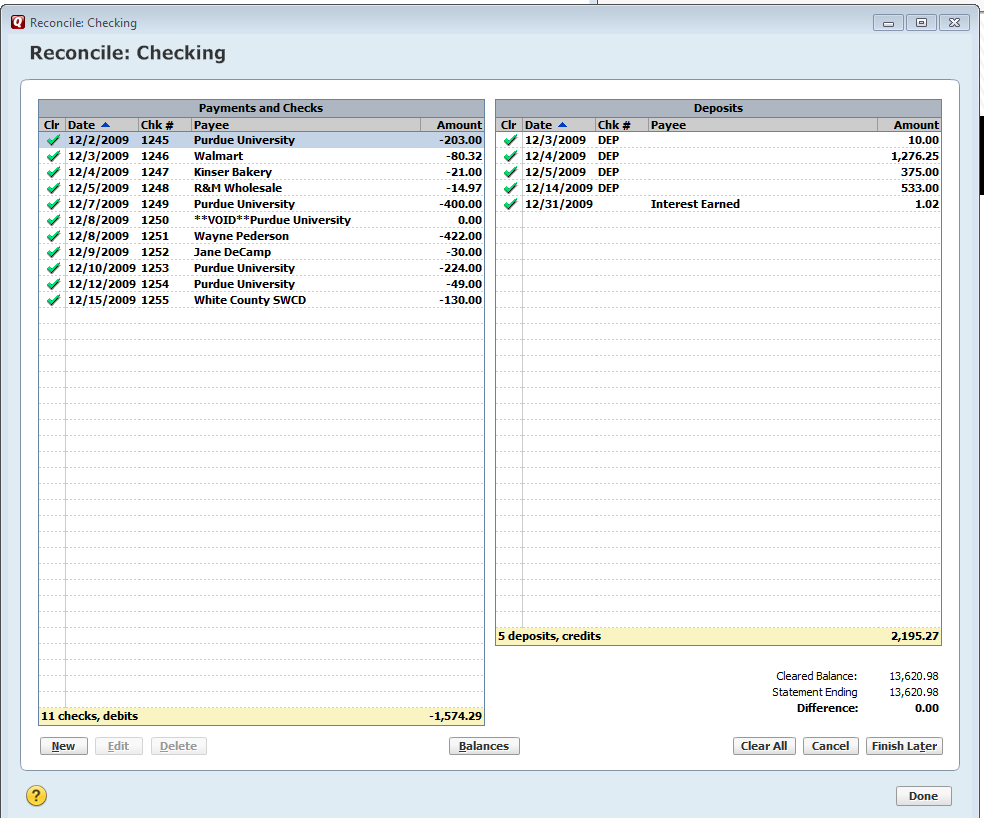 Reconcile: Checking
Reconcile: Checking
Payments and Checks
Clr Date Chk # Payee Amount
12/2/2009 1245 Purdue University -203.00
12/3/2009 1246 Walmart -80.32
12/4/2009 1247 Kinser Bakery -21.00
12/5/2009 1248 R&M Wholesale -14.97
12/7/2009 1249 Purdue University -400.00
12/8/2009 1250 **VOID**Purdue University 0.00
12/8/2009 1251 Wayne Pederson -422.00
12/9/2009 1252 Jane DeCamp -30.00
12/10/2009 1253 Purdue University -224.00
12/12/2009 1254 Purdue University -49.00
12/15/2009 1255 White County SWCD -130.00
11 checks, debits -1,574.29
Deposits
Clr Date Chk # Payee Amount
12/3/2009 DEP 10.00
12/4/2009 DEP 1,276.25
12/5/2009 DEP 375.00
12/14/2009 DEP 533.00
12/31/2009 Interest Earned 1.02
5 deposits, credits 2,195.27
Cleared Balance: 13,620.98
Statement Ending 13,620.98
Difference: 0.00
New Edit Delete Balances Clear All Cancel Finish Later
? Done